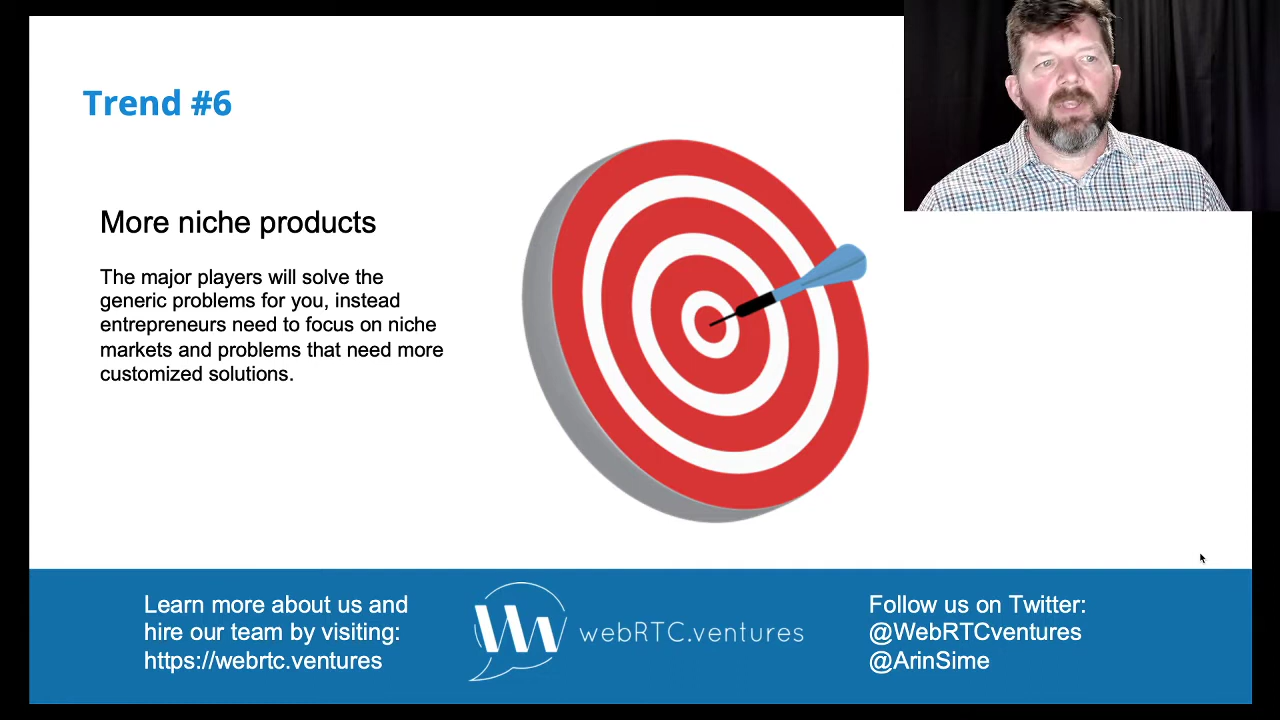 Trend #6
More niche products
The major players will solve the
generic problems for you, instead
entrepreneurs need to focus on niche
markets and problems that need more
customized solutions.
Learn more about us and
hire our team by visiting:
https://webrtc.ventures
webRTC.ventures
Follow us on Twitter:
@WebRTCventures
@ArinSime